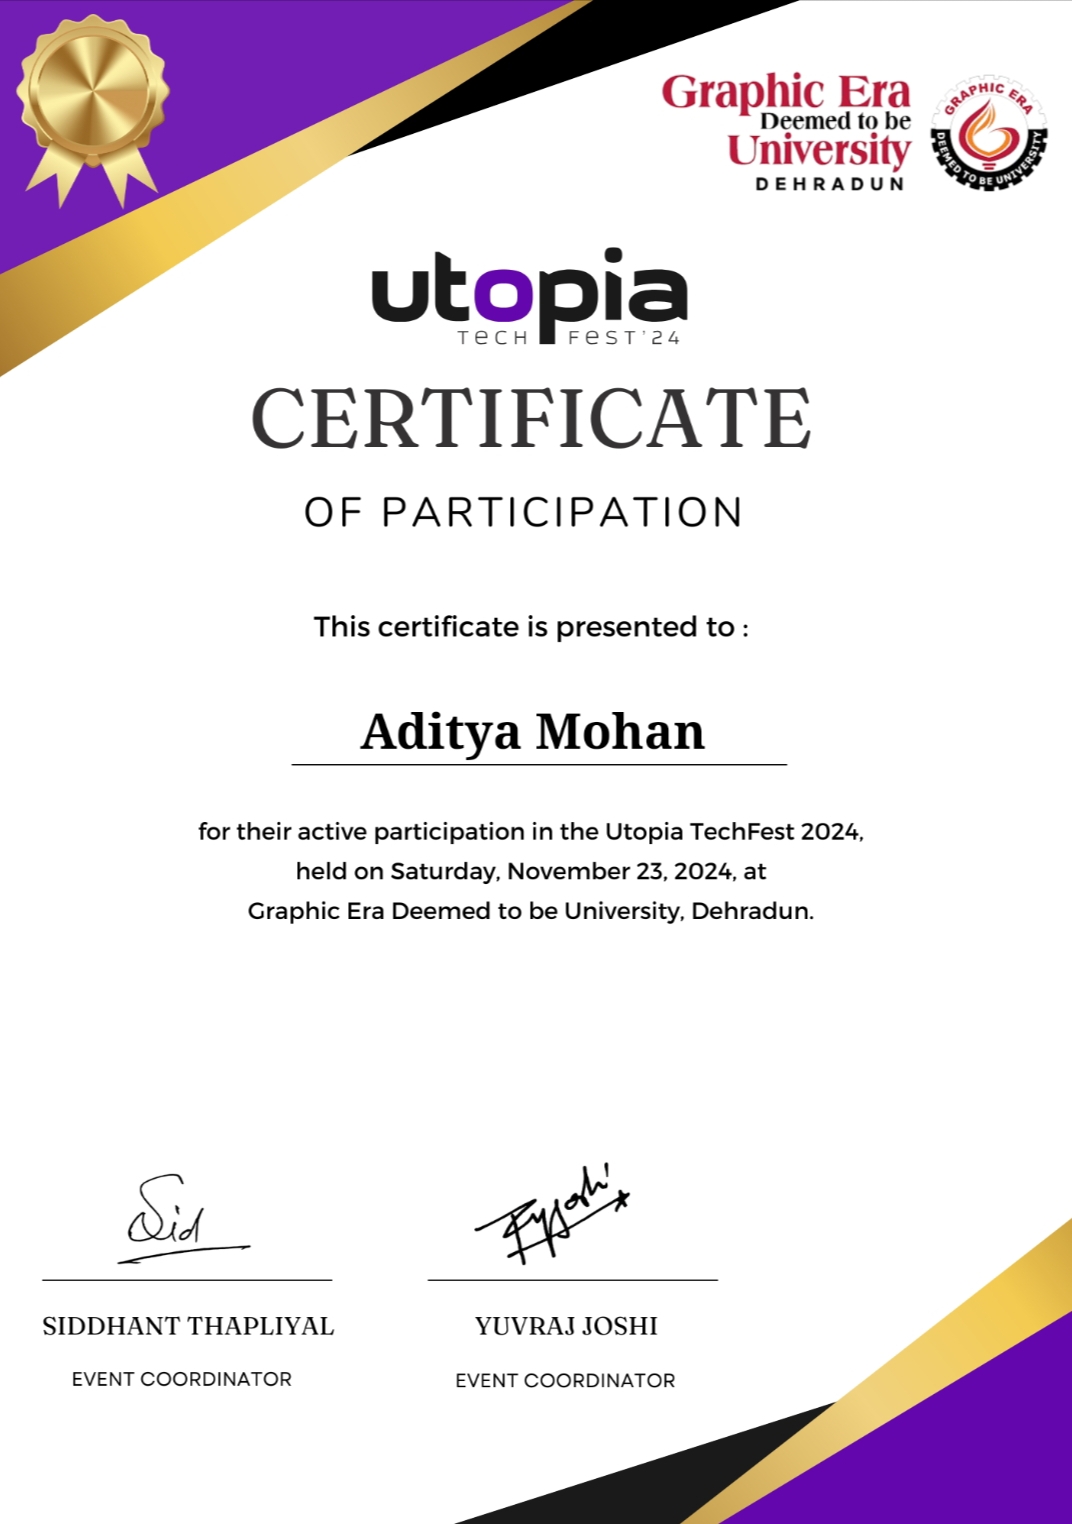 Graphic Era
Deemed to be
University
DEHRADUN
GRAPHIC ERA
DEEMED TO BE UNIVERSITY
utopia
TECH FEST'24
CERTIFICATE
OF PARTICIPATION
This certificate is presented to :
Aditya Mohan
for their active participation in the Utopia TechFest 2024,
held on Saturday, November 23, 2024, at
Graphic Era Deemed to be University, Dehradun.
Sid
SIDDHANT THAPLIYAL
EVENT COORDINATOR
YUVRAJ JOSHI
EVENT COORDINATOR